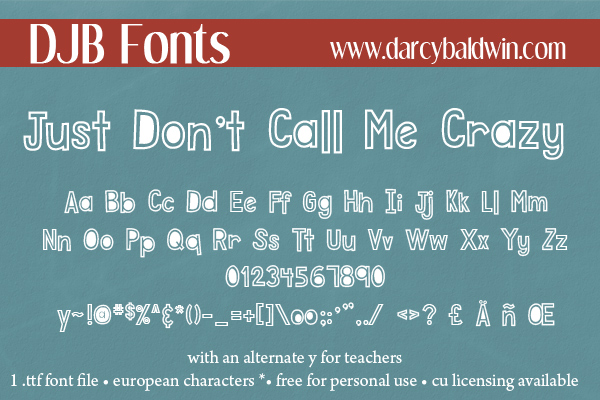 DJB Fonts
www.darcybaldwin.com
Just Don't Call Me Crazy
Aa Bb Cc Dd Ee Ff Gg Hh Ii Jj Kk Ll Mm
Nn Oo Pp Qq Rr Ss Tt Uu Vv Ww Xx Yy Zz
01234567890
y~!@#$%^&*()-_=+[]\oo;:'",./ <>? £ Ä ñ Œ
with an alternate y for teachers
1 .ttf font file • european characters *• free for personal use • cu licensing available